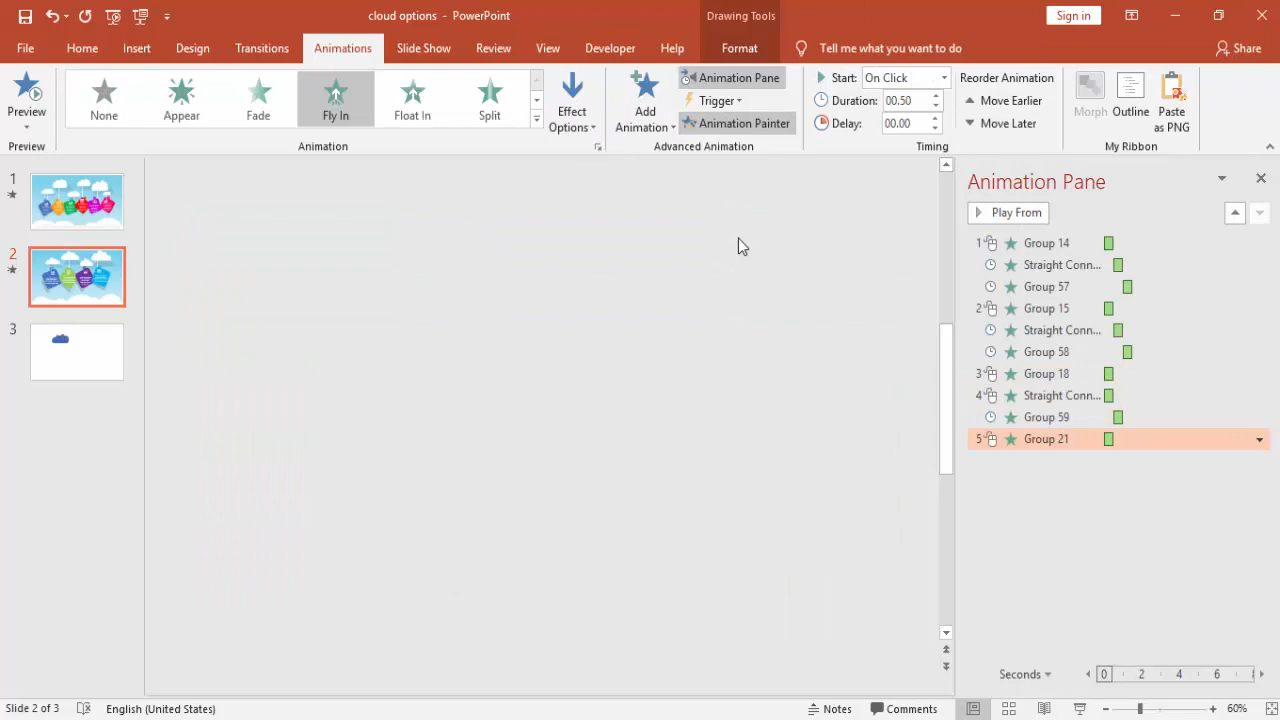 cloud options - PowerPoint
Drawing Tools
Sign in
File Home Insert Design Transitions Animations Slide Show Review View Developer Help Format Tell me what you want to do Share
Preview
None
Appear
Fade
Fly In
Float In
Split
Effect Options
Add Animation
Animation Pane
Trigger
Animation Painter
Start: On Click
Duration: 00.50
Delay: 00.00
Reorder Animation
Move Earlier
Move Later
Morph
Outline
Paste as PNG
Preview
Animation
Advanced Animation
Timing
My Ribbon
1
2
3
Animation Pane
Play From
1 Group 14
Straight Conn...
Group 57
2 Group 15
Straight Conn...
Group 58
3 Group 18
4 Straight Conn...
Group 59
5 Group 21
Seconds 0 2 4 6
Slide 2 of 3 English (United States) Notes Comments 60%